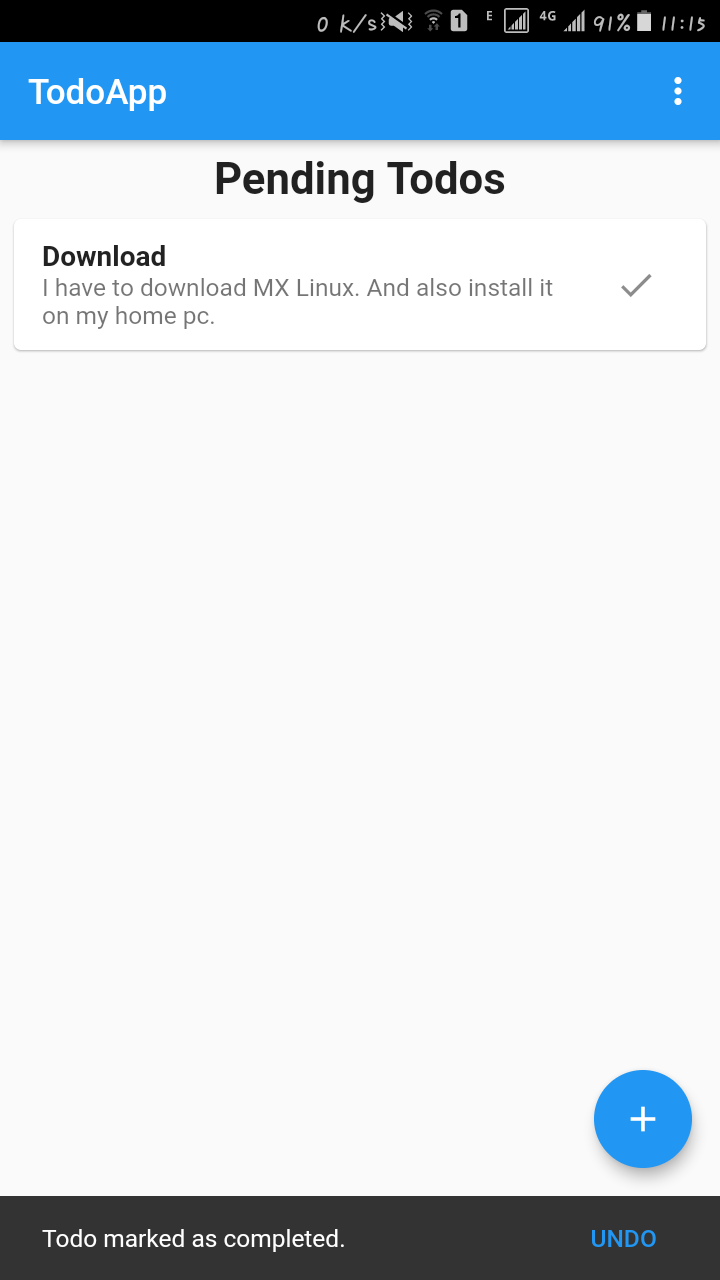 0 k/s 1 E 4G 91% 11:15
TodoApp
Pending Todos
Download
I have to download MX Linux. And also install it
on my home pc.
Todo marked as completed.
UNDO